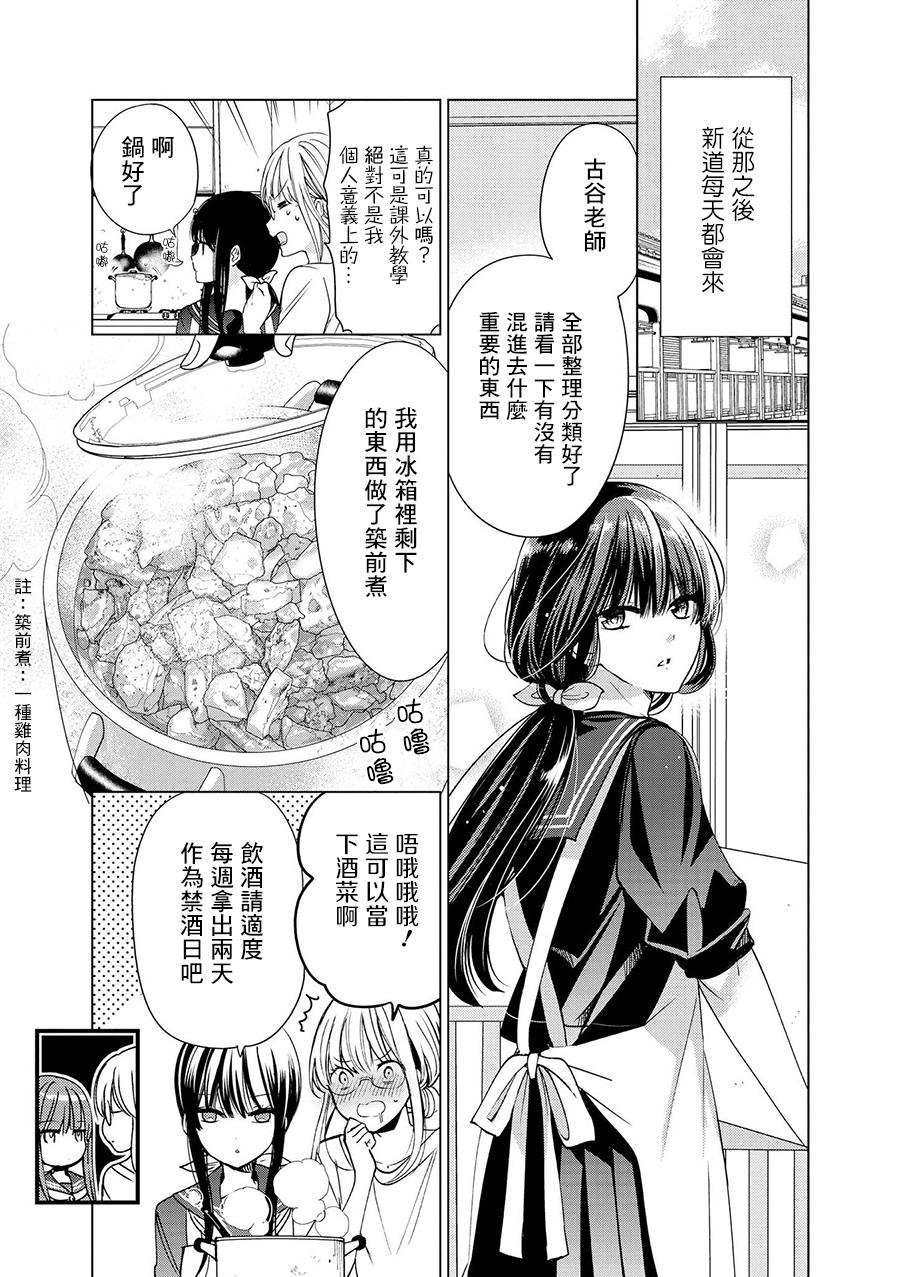 從那之後
新道每天都會來
古谷老師
全部整理分類好了
請看一下有沒有
混進去什麼
重要的東西
真的可以嗎?
這可是課外教學
絕對不是我
個人意義上的…
啊
鍋好了
咕嘟
咕嘟
我用冰箱裡剩下
的東西做了築前煮
咕嚕
咕嚕
註:築前煮:一種雞肉料理
唔哦哦哦!
這可以當
下酒菜啊
飲酒請適度
每週拿出兩天
作為禁酒日吧